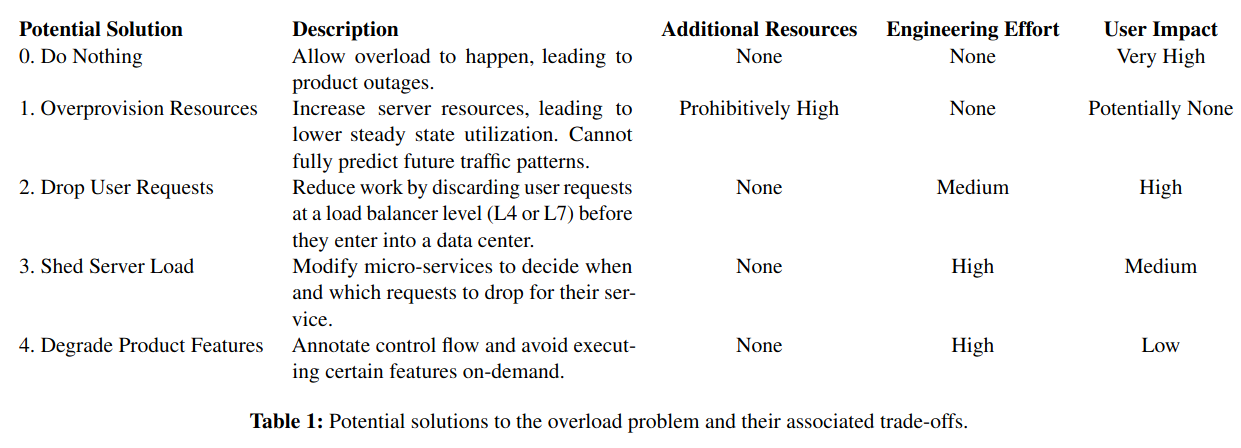 Potential Solution Description Additional Resources Engineering Effort User Impact
0. Do Nothing Allow overload to happen, leading to None None Very High
product outages.
1. Overprovision Resources Increase server resources, leading to Prohibitively High None Potentially None
lower steady state utilization. Cannot
fully predict future traffic patterns.
2. Drop User Requests Reduce work by discarding user requests None Medium High
at a load balancer level (L4 or L7) before
they enter into a data center.
3. Shed Server Load Modify micro-services to decide when None High Medium
and which requests to drop for their ser-
vice.
4. Degrade Product Features Annotate control flow and avoid execut- None High Low
ing certain features on-demand.
Table 1: Potential solutions to the overload problem and their associated trade-offs.